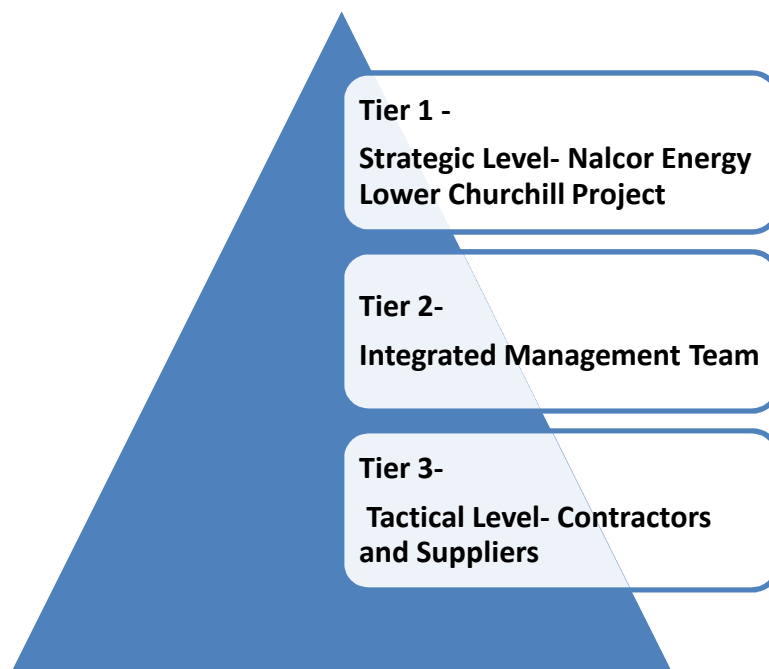 Tier 1 -
Strategic Level- Nalcor Energy
Lower Churchill Project
Tier 2-
Integrated Management Team
Tier 3-
Tactical Level- Contractors
and Suppliers